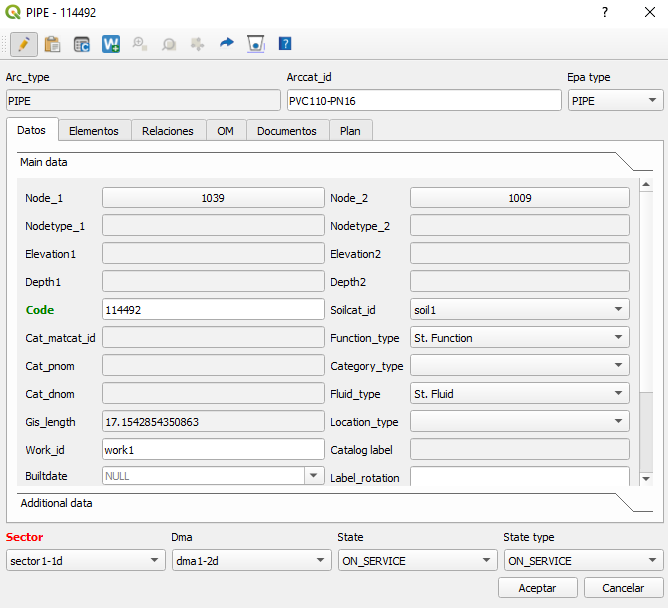 PIPE - 114492
Arc_type
Arccat_id
Epa type
PIPE
PVC110-PN16
PIPE
Datos
Elementos
Relaciones
OM
Documentos
Plan
Main data
Node_1
1039
Node_2
1009
Nodetype_1
Nodetype_2
Elevation1
Elevation2
Depth1
Depth2
Code
114492
Soilcat_id
soil1
Cat_matcat_id
Function_type
St. Function
Cat_pnom
Category_type
Cat_dnom
Fluid_type
St. Fluid
Gis_length
17.1542854350863
Location_type
Work_id
work1
Catalog label
Builtdate
NULL
Label_rotation
Additional data
Sector
Dma
State
State type
sector1-1d
dma1-2d
ON_SERVICE
ON_SERVICE
Aceptar
Cancelar